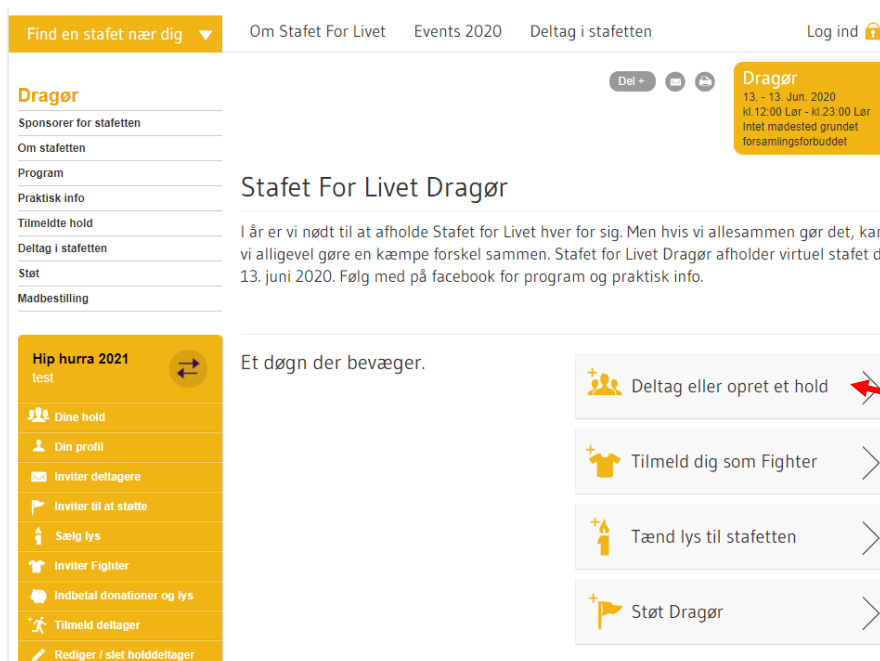 Find en stafet nær dig
Om Stafet For Livet
Events 2020
Deltag i stafetten
Log ind
Del +
Dragør
13. - 13. Jun. 2020
kl.12:00 Lør - kl.23:00 Lør
Intet mødested grundet
forsamlingsforbuddet
Dragør
Sponsorer for stafetten
Om stafetten
Program
Praktisk info
Tilmeldte hold
Deltag i stafetten
Støt
Madbestilling
Stafet For Livet Dragør
I år er vi nødt til at afholde Stafet for Livet hver for sig. Men hvis vi allesammen gør det, kan
vi alligevel gøre en kæmpe forskel sammen. Stafet for Livet Dragør afholder virtuel stafet d
13. juni 2020. Følg med på facebook for program og praktisk info.
Hip hurra 2021
test
Dine hold
Din profil
Inviter deltagere
Inviter til at støtte
Sælg lys
Inviter Fighter
Indbetal donationer og lys
Tilmeld deltager
Rediger / slet holddeltager
Et døgn der bevæger.
Deltag eller opret et hold
Tilmeld dig som Fighter
Tænd lys til stafetten
Støt Dragør